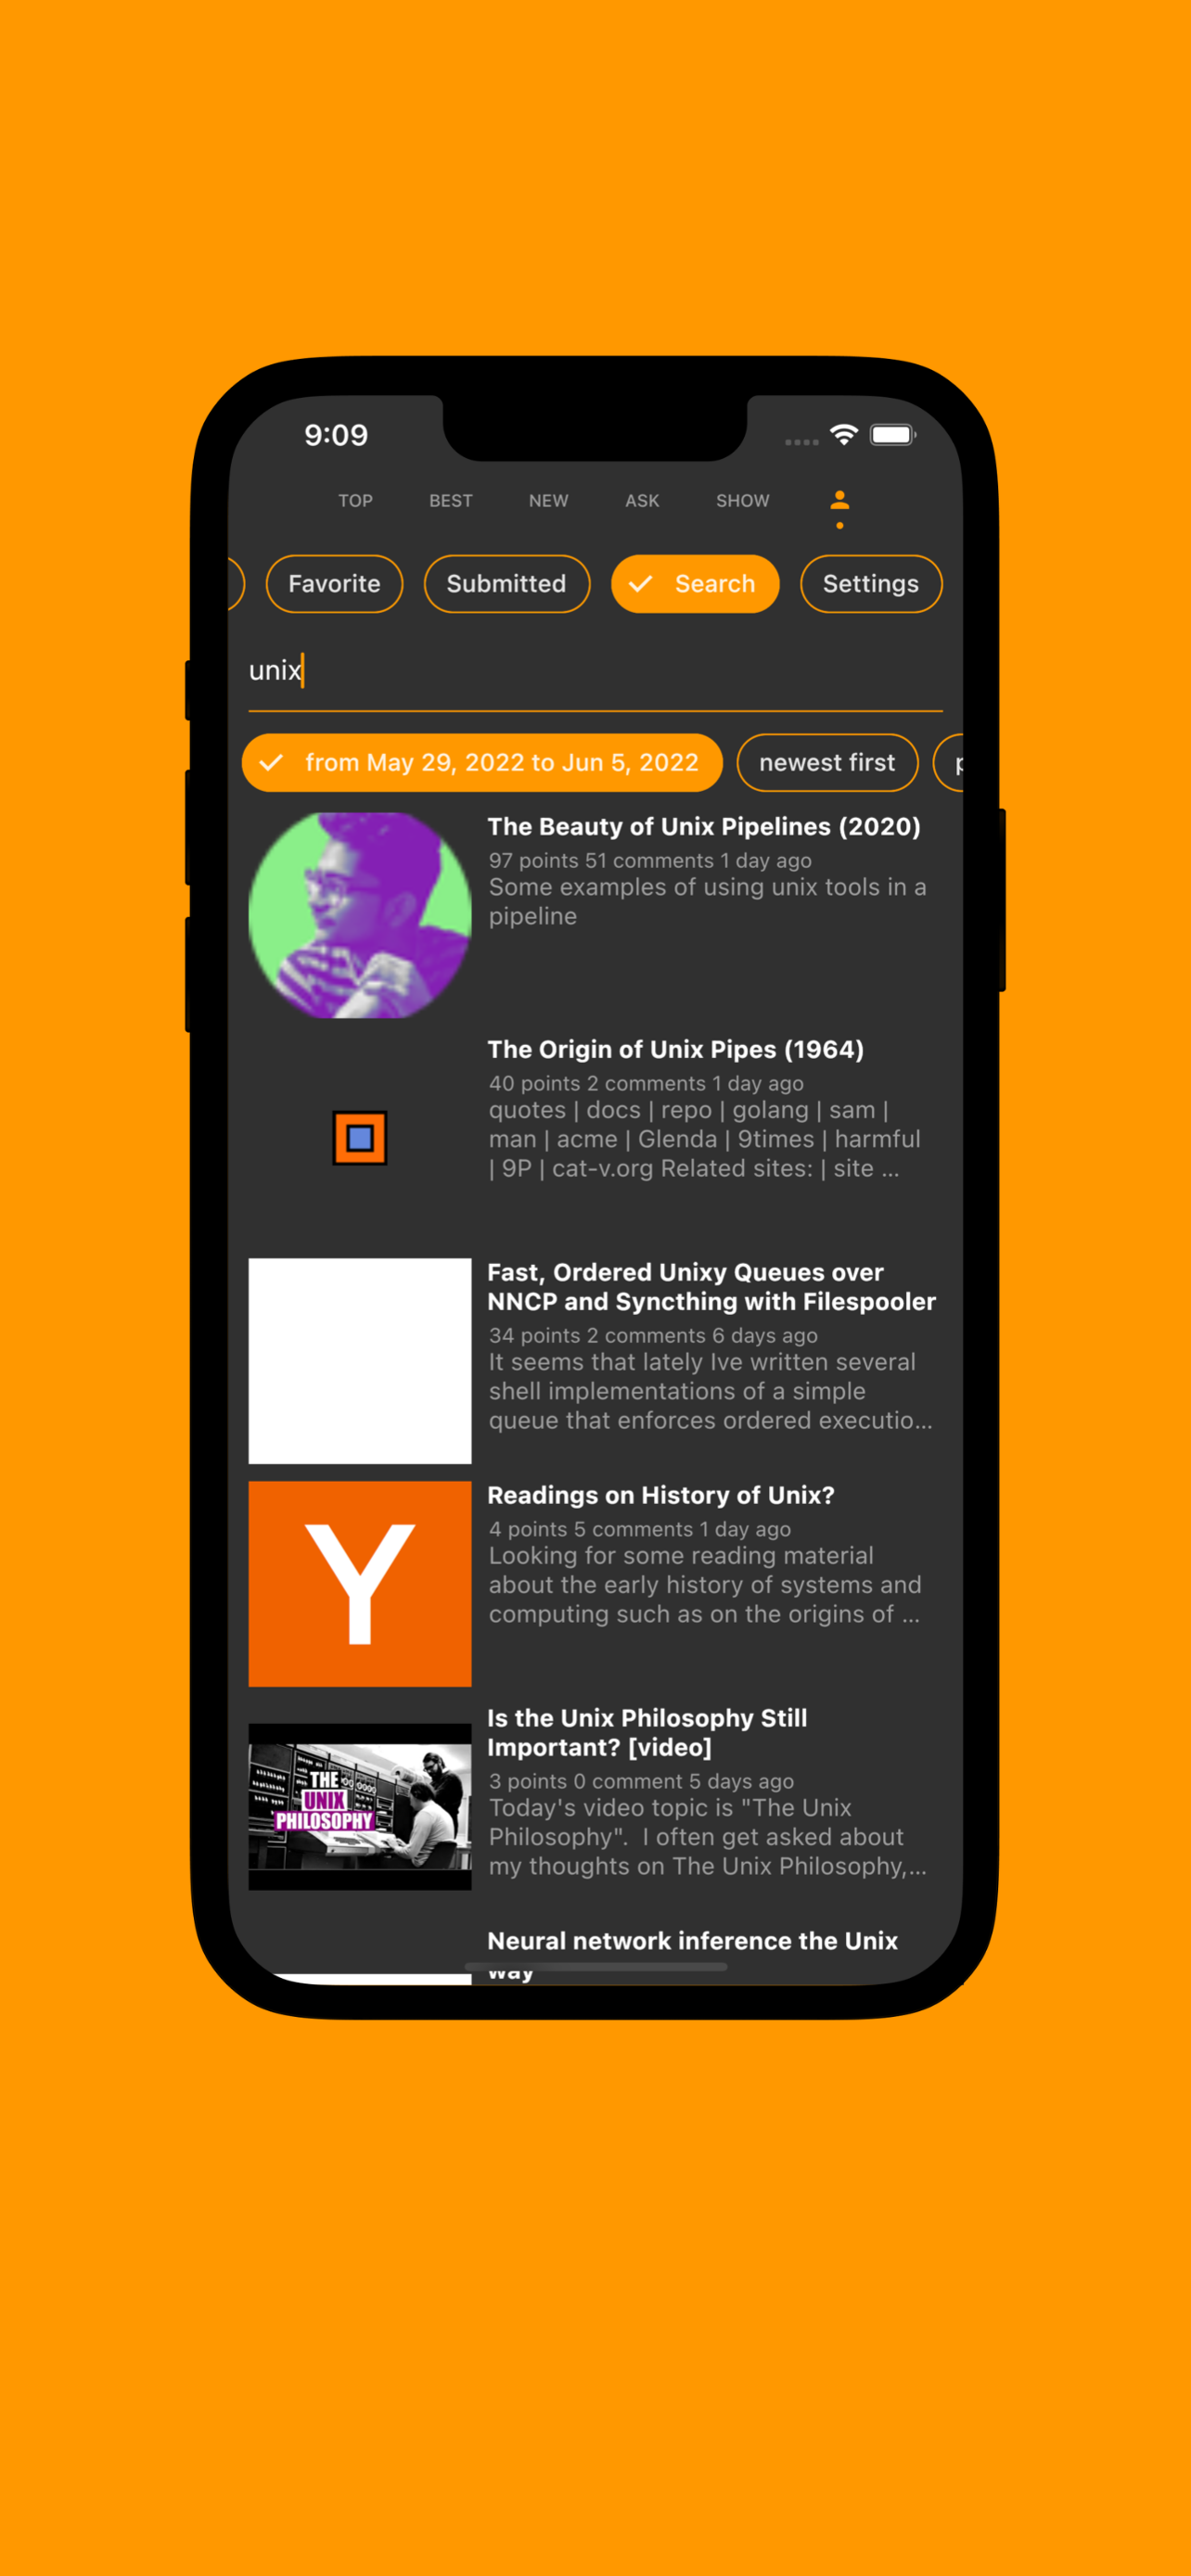 9:09
TOP BEST NEW ASK SHOW
Favorite Submitted Search Settings
unix
from May 29, 2022 to Jun 5, 2022 newest first
The Beauty of Unix Pipelines (2020)
97 points 51 comments 1 day ago
Some examples of using unix tools in a
pipeline
The Origin of Unix Pipes (1964)
40 points 2 comments 1 day ago
quotes | docs | repo | golang | sam |
man | acme | Glenda | 9times | harmful
| 9P | cat-v.org Related sites: | site ...
Fast, Ordered Unixy Queues over
NNCP and Syncthing with Filespooler
34 points 2 comments 6 days ago
It seems that lately Ive written several
shell implementations of a simple
queue that enforces ordered executio...
Y
Readings on History of Unix?
4 points 5 comments 1 day ago
Looking for some reading material
about the early history of systems and
computing such as on the origins of ...
THE
UNIX
PHILOSOPHY
Is the Unix Philosophy Still
Important? [video]
3 points 0 comment 5 days ago
Today's video topic is "The Unix
Philosophy".  I often get asked about
my thoughts on The Unix Philosophy,...
Neural network inference the Unix
way